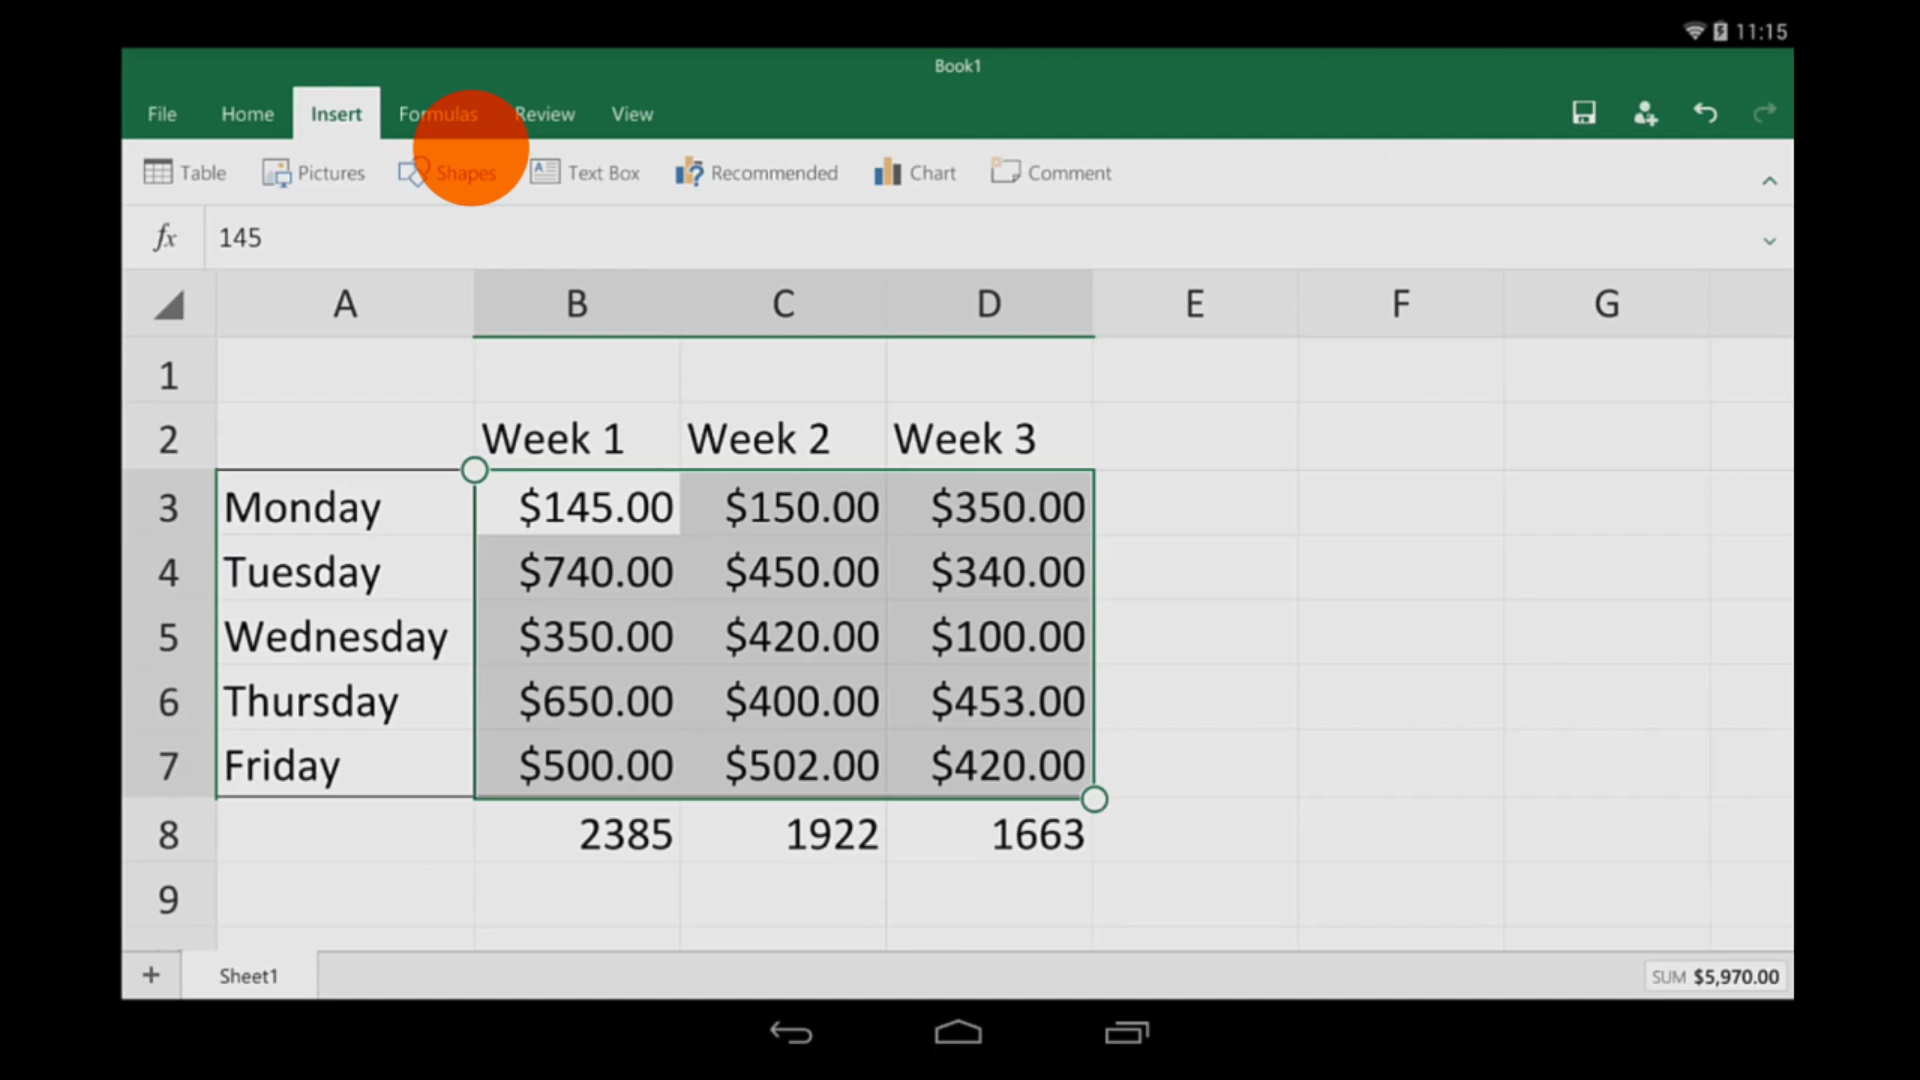 11:15
Book1
File Home Insert Formulas Review View
Table Pictures Shapes Text Box Recommended Chart Comment
fx 145
A B C D E F G
1
2 Week 1 Week 2 Week 3
3 Monday $145.00 $150.00 $350.00
4 Tuesday $740.00 $450.00 $340.00
5 Wednesday $350.00 $420.00 $100.00
6 Thursday $650.00 $400.00 $453.00
7 Friday $500.00 $502.00 $420.00
8 2385 1922 1663
9
+ Sheet1 SUM $5,970.00